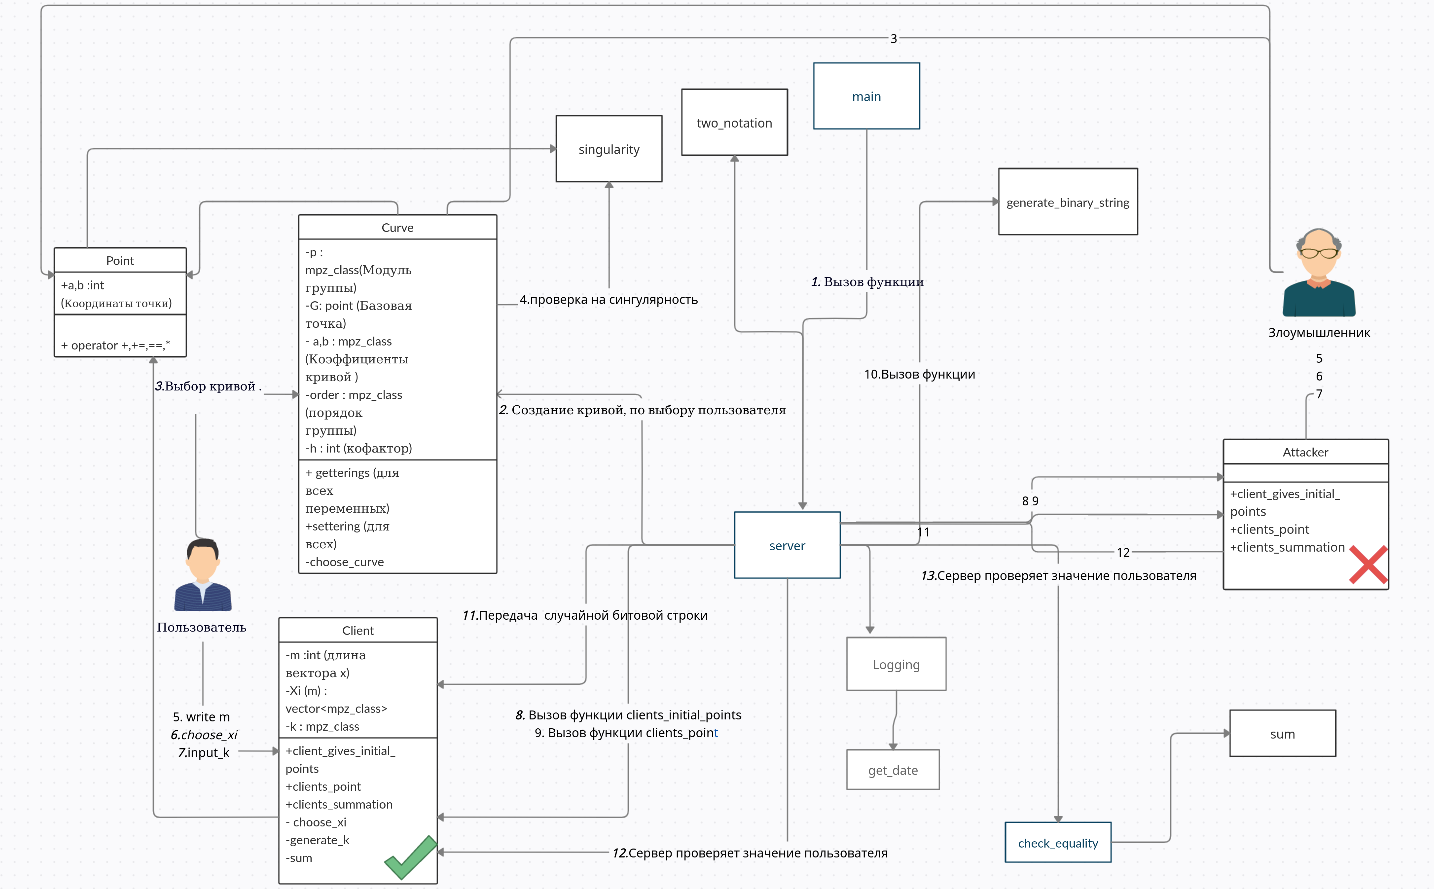 3
main
two_notation
singularity
generate_binary_string
Curve
-p :
mpz_class(Модуль
группы)
-G: point (Базовая
точка)
- a,b : mpz_class
(Коэффициенты
кривой )
-order : mpz_class
(порядок
группы)
-h : int (кофактор)
+ getterings (для
всех
переменных)
+settering (для
всех)
-choose_curve
Point
+a,b :int
(Координаты точки)
+ operator +,+=,==,*
1. Вызов функции
4.проверка на сингулярность
Злоумышленник
5
6
7
10.Вызов функции
3.Выбор кривой .
2. Создание кривой, по выбору пользователя
Attacker
+client_gives_initial_
points
+clients_point
+clients_summation
8 9
11
12
server
13.Сервер проверяет значение пользователя
Пользователь
11.Передача случайной битовой строки
Client
-m :int (длина
вектора x)
-Xi (m) :
vector<mpz_class>
-k : mpz_class
+client_gives_initial_
points
+clients_point
+clients_summation
- choose_xi
-generate_k
-sum
Logging
5. write m
6.choose_xi
7.input_k
8. Вызов функции clients_initial_points
9. Вызов функции clients_point
sum
get_date
check_equality
12.Сервер проверяет значение пользователя